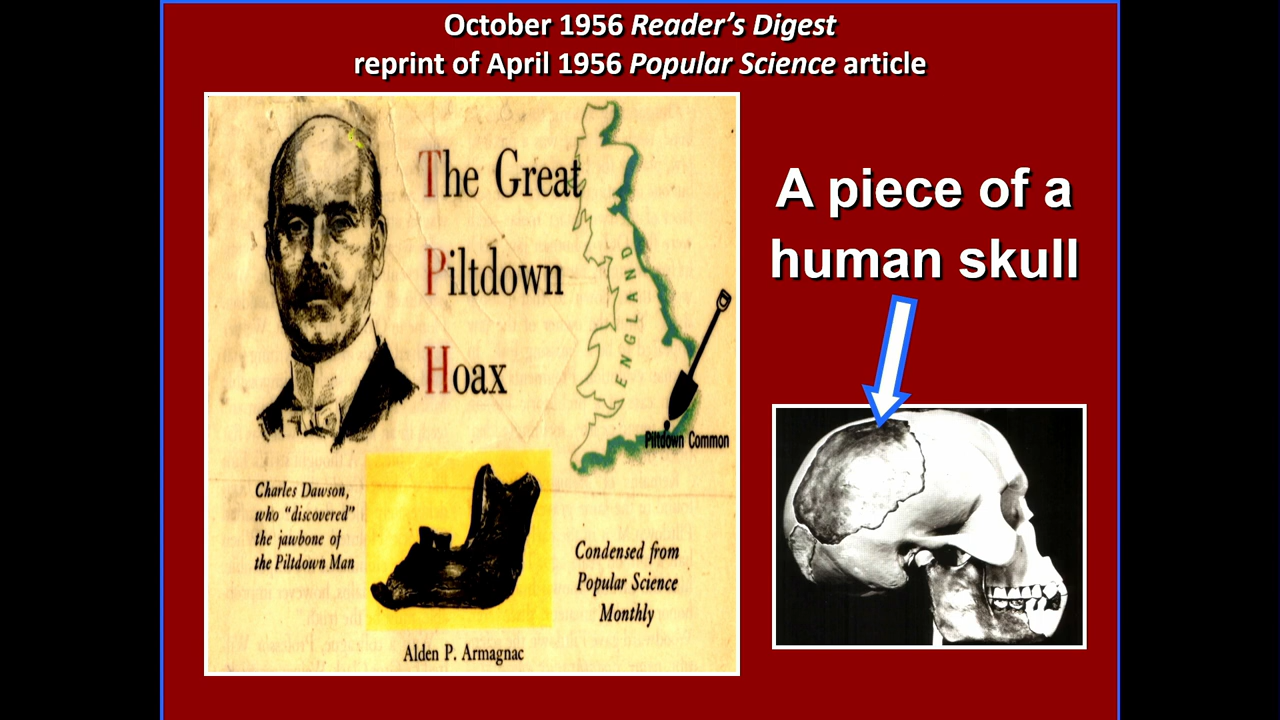 October 1956 Reader’s Digest
reprint of April 1956 Popular Science article
The Great
Piltdown
Hoax
ENGLAND
Piltdown Common
Charles Dawson,
who “discovered”
the jawbone of
the Piltdown Man
Condensed from
Popular Science
Monthly
Alden P. Armagnac
A piece of a
human skull